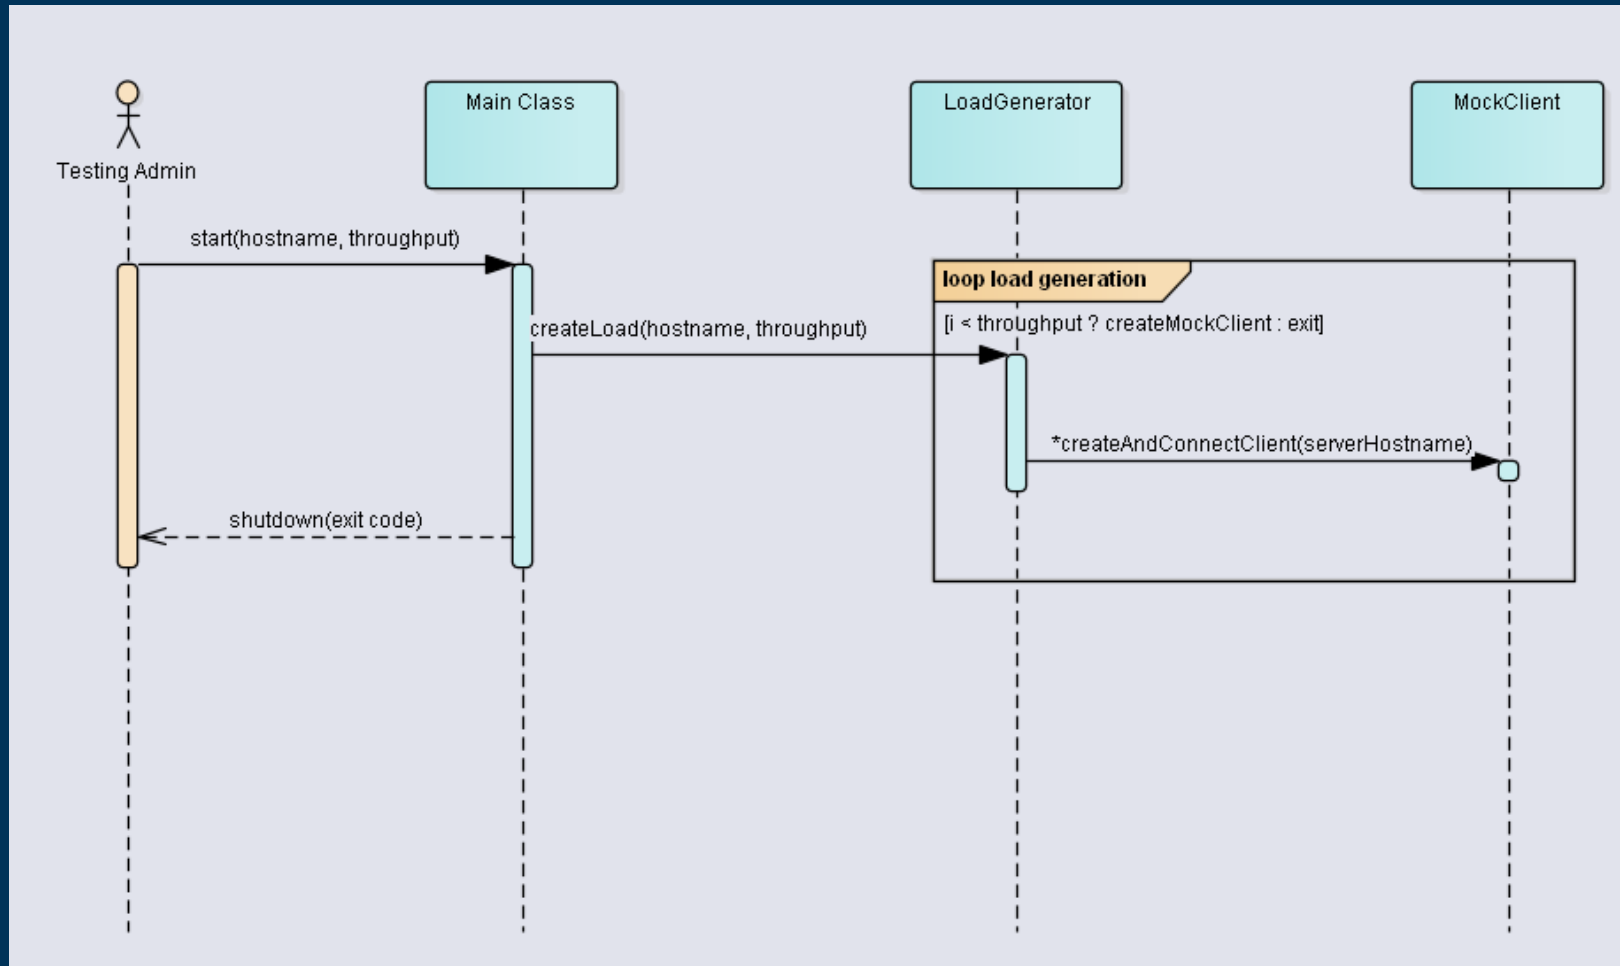 Main Class
LoadGenerator
MockClient
Testing Admin
start(hostname, throughput)
loop load generation
[i < throughput ? createMockClient : exit]
createLoad(hostname, throughput)
*createAndConnectClient(serverHostname)
shutdown(exit code)